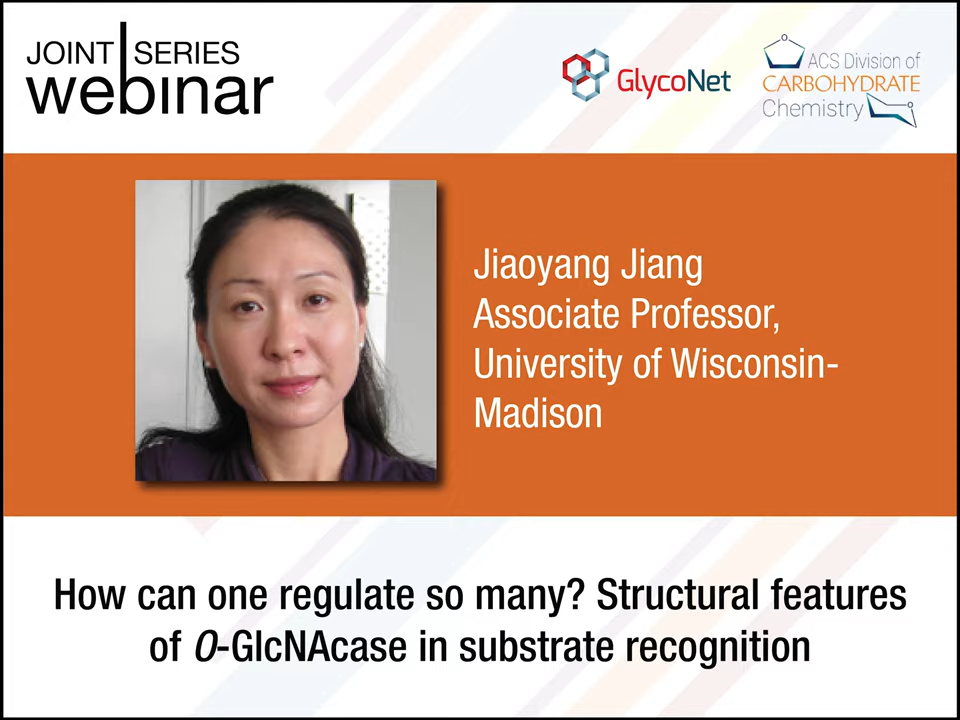 JOINT SERIES
webinar
GlycoNet
ACS Division of
CARBOHYDRATE
Chemistry
Jiaoyang Jiang
Associate Professor,
University of Wisconsin-
Madison
How can one regulate so many? Structural features
of O-GlcNAcase in substrate recognition